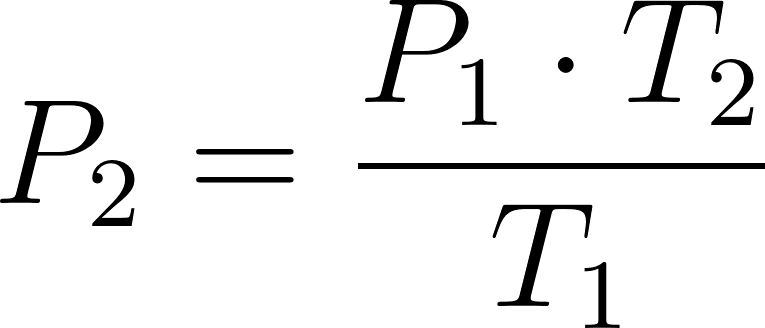 P₂ = (P₁ · T₂) / T₁